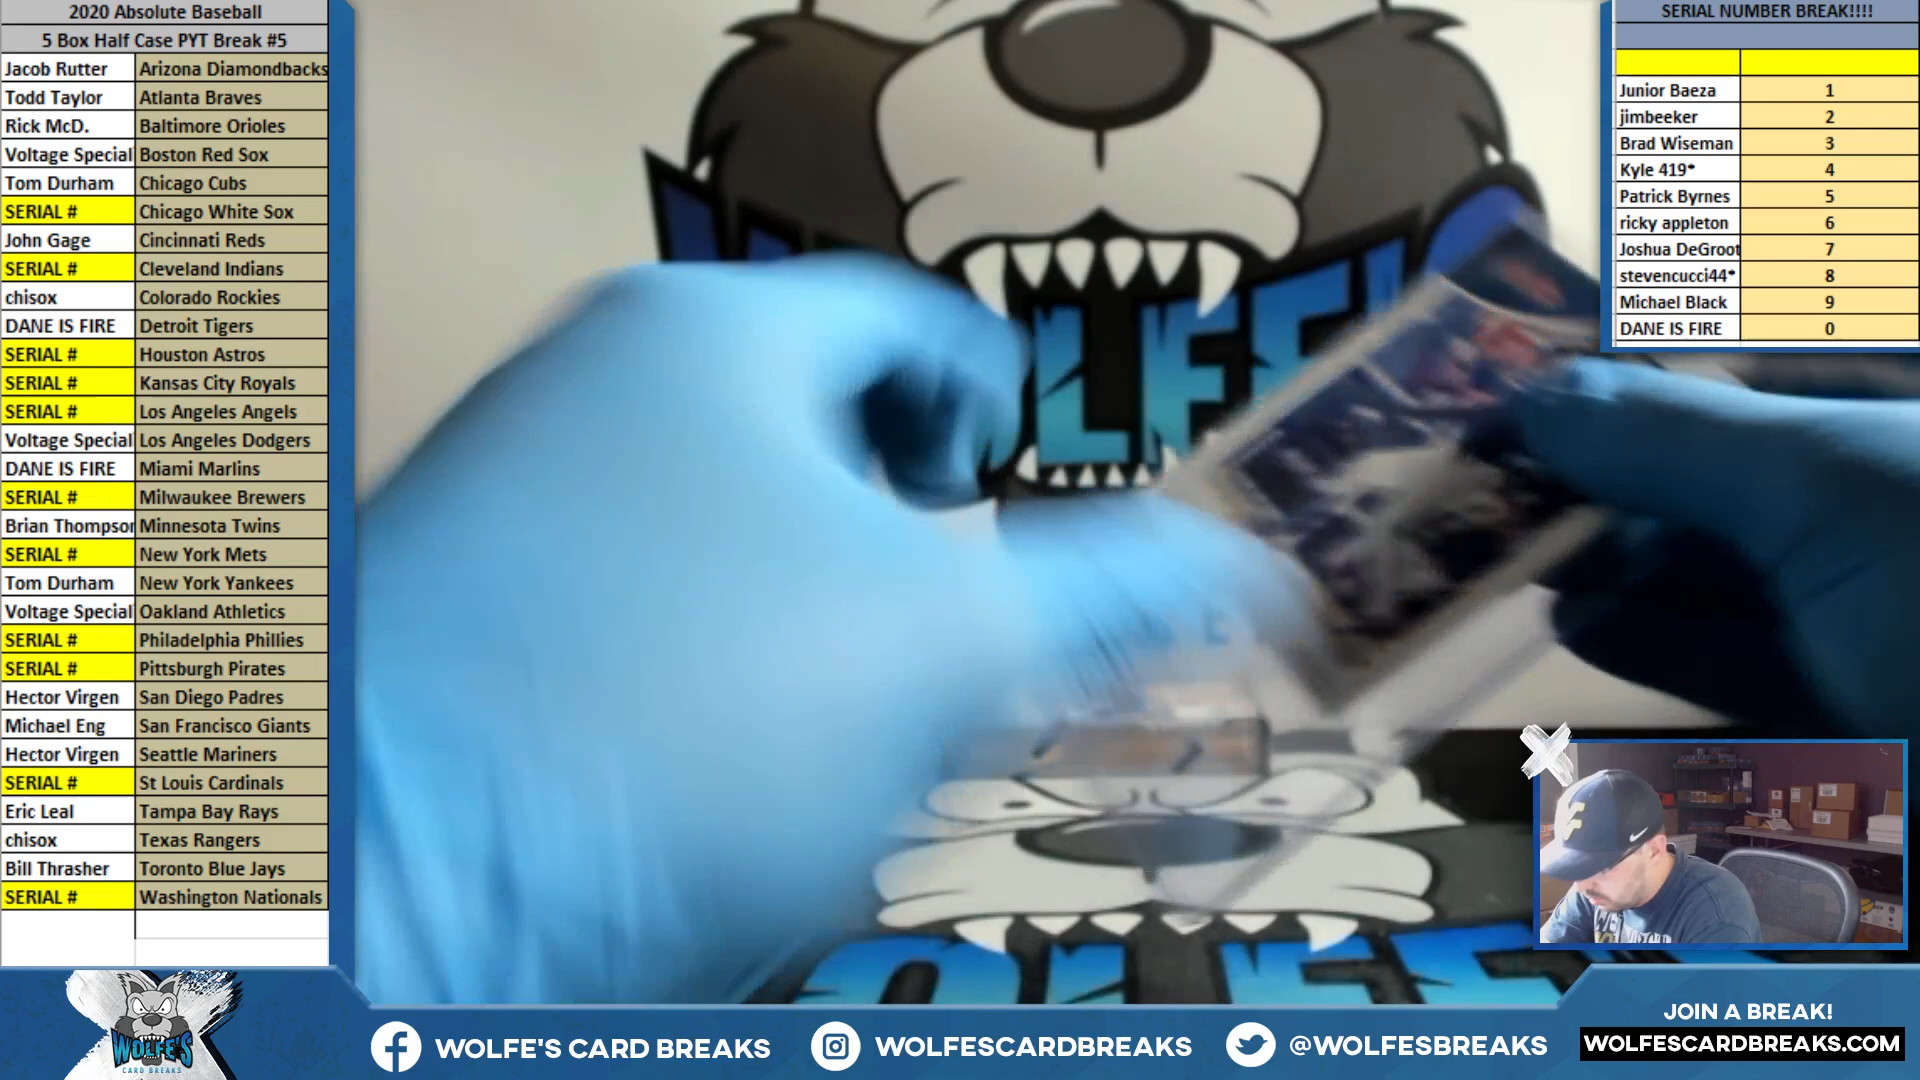 2020 Absolute Baseball
5 Box Half Case PYT Break #5
Jacob Rutter Arizona Diamondbacks
Todd Taylor Atlanta Braves
Rick McD. Baltimore Orioles
Voltage Special Boston Red Sox
Tom Durham Chicago Cubs
SERIAL # Chicago White Sox
John Gage Cincinnati Reds
SERIAL # Cleveland Indians
chisox Colorado Rockies
DANE IS FIRE Detroit Tigers
SERIAL # Houston Astros
SERIAL # Kansas City Royals
SERIAL # Los Angeles Angels
Voltage Special Los Angeles Dodgers
DANE IS FIRE Miami Marlins
SERIAL # Milwaukee Brewers
Brian Thompson Minnesota Twins
SERIAL # New York Mets
Tom Durham New York Yankees
Voltage Special Oakland Athletics
SERIAL # Philadelphia Phillies
SERIAL # Pittsburgh Pirates
Hector Virgen San Diego Padres
Michael Eng San Francisco Giants
Hector Virgen Seattle Mariners
SERIAL # St Louis Cardinals
Eric Leal Tampa Bay Rays
chisox Texas Rangers
Bill Thrasher Toronto Blue Jays
SERIAL # Washington Nationals
SERIAL NUMBER BREAK!!!!
Junior Baeza 1
jimbeeker 2
Brad Wiseman 3
Kyle 419* 4
Patrick Byrnes 5
ricky appleton 6
Joshua DeGroot 7
stevencucci44* 8
Michael Black 9
DANE IS FIRE 0
WOLFE'S
CARD BREAKS
WOLFE'S CARD BREAKS
WOLFESCARDBREAKS
@WOLFESBREAKS
JOIN A BREAK!
WOLFESCARDBREAKS.COM